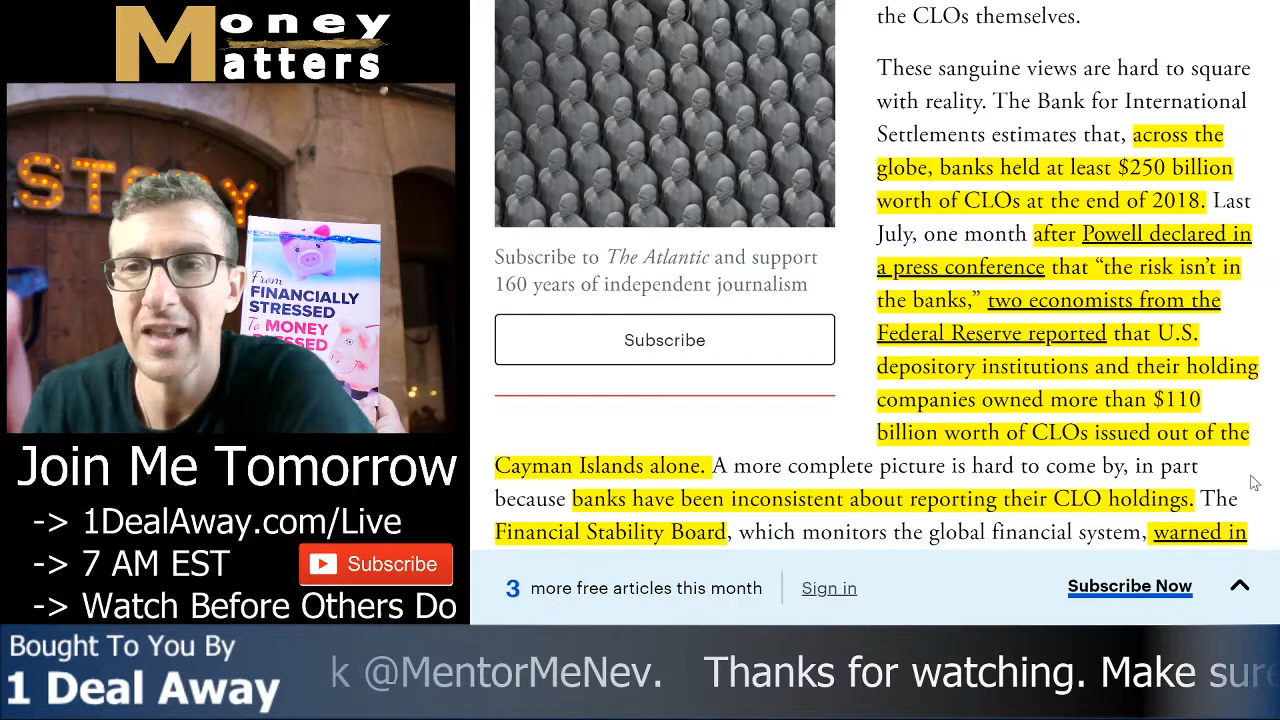 Money
Matters
STORY
From
FINANCIALLY
STRESSED
To MONEY
Join Me Tomorrow
-> 1DealAway.com/Live
-> 7 AM EST
Subscribe
-> Watch Before Others Do
the CLOs themselves.
These sanguine views are hard to square
with reality. The Bank for International
Settlements estimates that, across the
globe, banks held at least $250 billion
worth of CLOs at the end of 2018. Last
July, one month after Powell declared in
a press conference that “the risk isn’t in
the banks,” two economists from the
Federal Reserve reported that U.S.
depository institutions and their holding
companies owned more than $110
billion worth of CLOs issued out of the
Cayman Islands alone. A more complete picture is hard to come by, in part
because banks have been inconsistent about reporting their CLO holdings. The
Financial Stability Board, which monitors the global financial system, warned in
Subscribe to The Atlantic and support
160 years of independent journalism
Subscribe
3 more free articles this month
Sign in
Subscribe Now
Bought To You By
1 Deal Away
k @MentorMeNev. Thanks for watching. Make sure